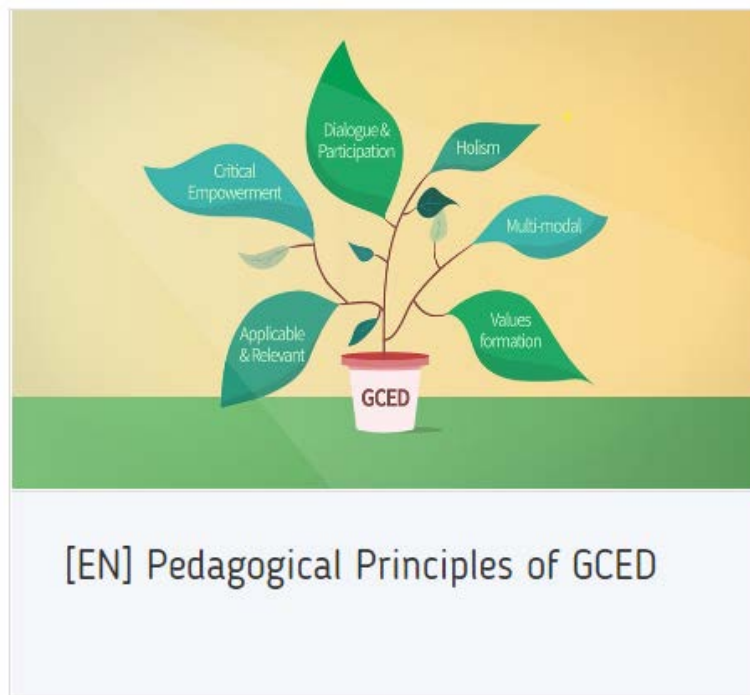 Dialogue &
Participation
Holism
Critical
Empowerment
Multi-modal
Applicable
& Relevant
Values
formation
GCED
[EN] Pedagogical Principles of GCED